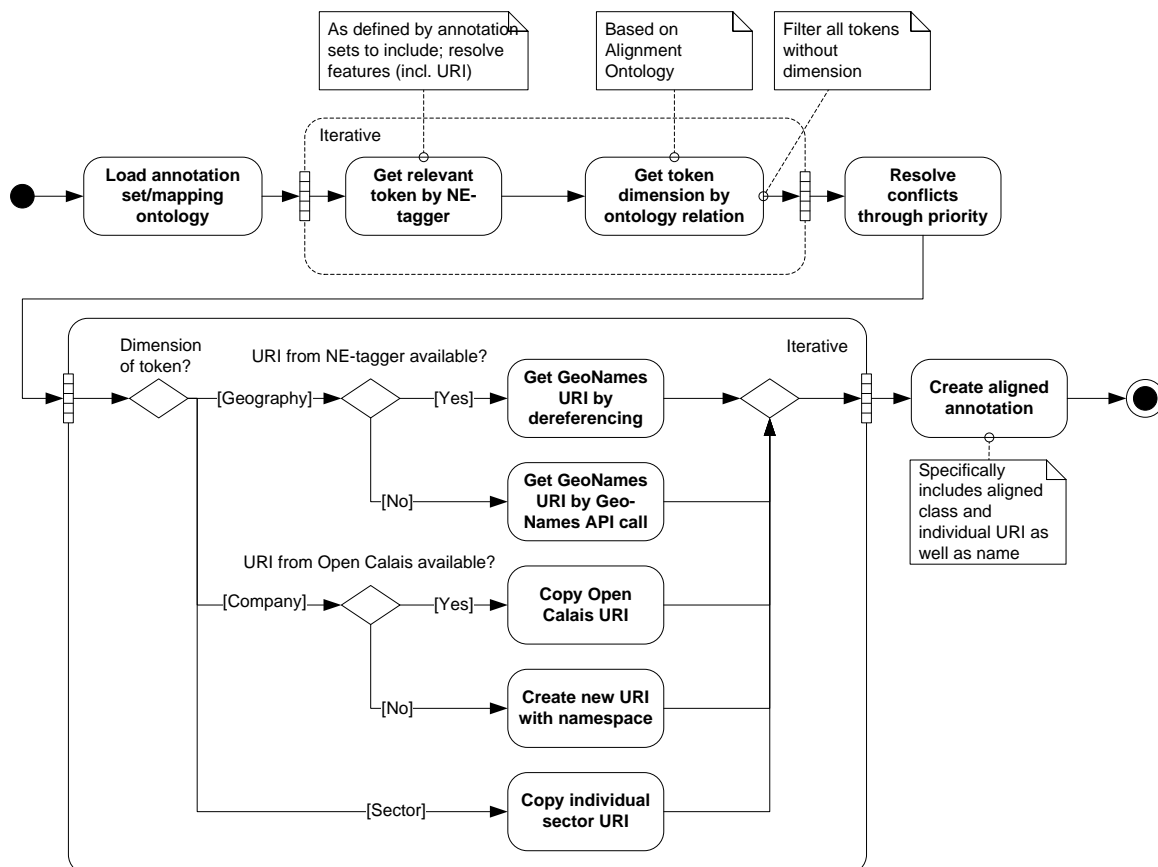 As defined by annotation
sets to include; resolve
features (incl. URI)
Based on
Alignment
Ontology
Filter all tokens
without
dimension
Iterative
Load annotation
set/mapping
ontology
Get relevant
token by NE-
tagger
Get token
dimension by
ontology relation
Resolve
conflicts
through priority
Dimension
of token?
URI from NE-tagger available?
Iterative
[Geography]
[Yes]
Get GeoNames
URI by
dereferencing
Create aligned
annotation
[No]
Get GeoNames
URI by Geo-
Names API call
Specifically
includes aligned
class and
individual URI as
well as name
URI from Open Calais available?
[Company]
[Yes]
Copy Open
Calais URI
[No]
Create new URI
with namespace
[Sector]
Copy individual
sector URI